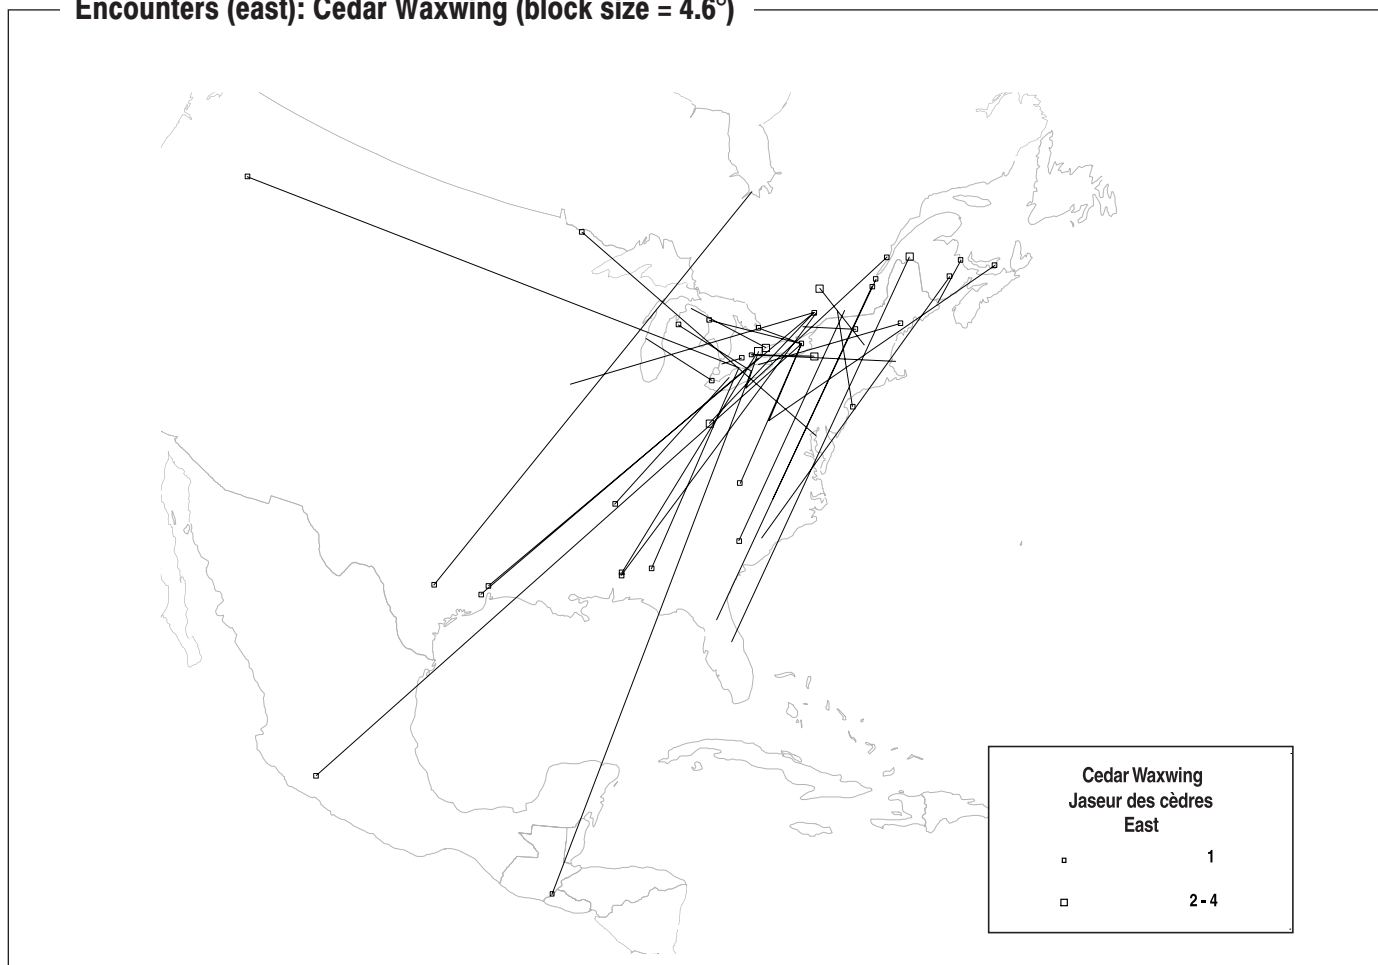 Encounters (east): Cedar Waxwing (block size = 4.6°)
Cedar Waxwing
Jaseur des cèdres
East
1
2 - 4